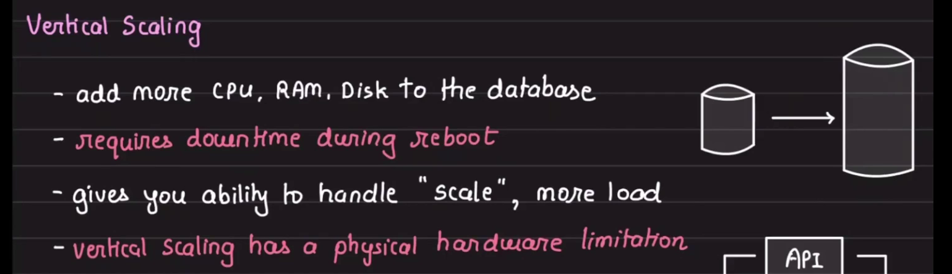 Vertical Scaling
- add more CPU, RAM, Disk to the database
- requires downtime during reboot
- gives you ability to handle "scale", more load
- vertical scaling has a physical hardware limitation
API